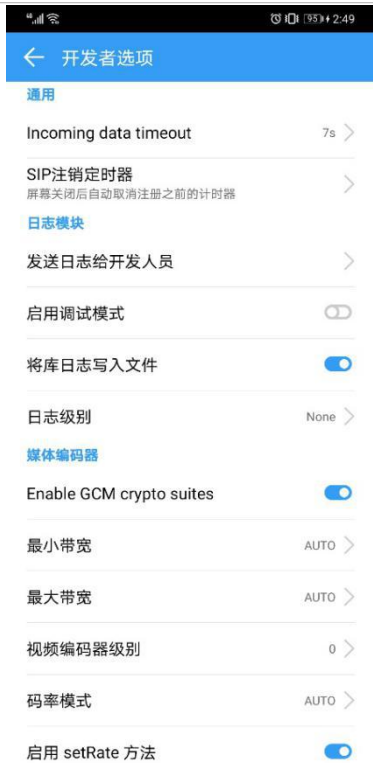 46
95
2:49
开发者选项
通用
Incoming data timeout
7s
SIP注销定时器
屏幕关闭后自动取消注册之前的计时器
日志模块
发送日志给开发人员
启用调试模式
将库日志写入文件
日志级别
None
媒体编码器
Enable GCM crypto suites
最小带宽
AUTO
最大带宽
AUTO
视频编码器级别
0
码率模式
AUTO
启用 setRate 方法